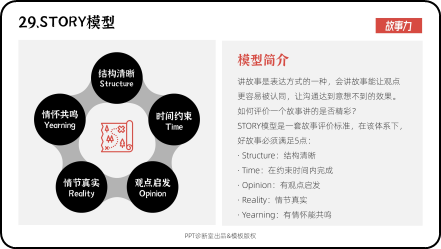 29.STORY模型
故事力
结构清晰
Structure
情怀共鸣
Yearning
时间约束
Time
情节真实
Reality
观点启发
Opinion
模型简介
讲故事是表达方式的一种，会讲故事能让观点
更容易被认同，让沟通达到意想不到的效果。
如何评价一个故事讲的是否精彩？
STORY模型是一套故事评价标准，在该体系下，
好故事必须满足5点：
· Structure：结构清晰
· Time：在约束时间内完成
· Opinion：有观点启发
· Reality：情节真实
· Yearning：有情怀能共鸣
PPT诊断室出品&模板版权